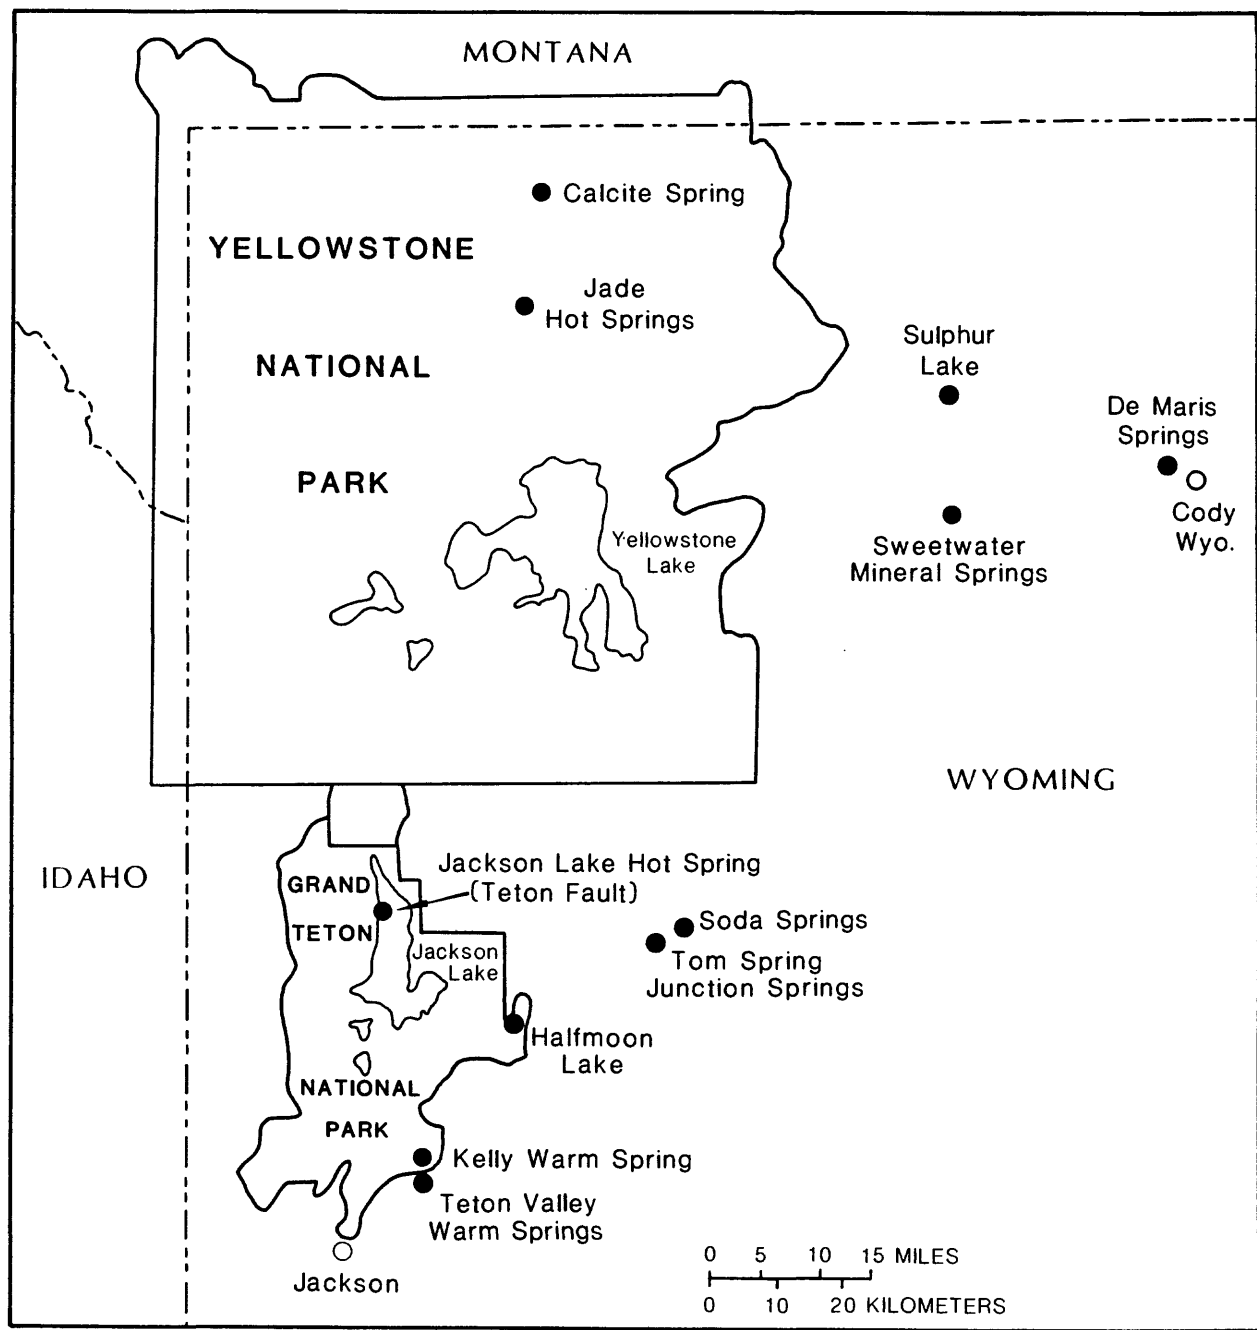 MONTANA
Calcite Spring
YELLOWSTONE
Jade
Hot Springs
NATIONAL
Sulphur
Lake
De Maris
Springs
PARK
Cody
Wyo.
Yellowstone
Lake
Sweetwater
Mineral Springs
WYOMING
IDAHO
Jackson Lake Hot Spring
(Teton Fault)
GRAND
TETON
Jackson
Lake
Soda Springs
Tom Spring
Junction Springs
Halfmoon
Lake
NATIONAL
PARK
Kelly Warm Spring
Teton Valley
Warm Springs
Jackson
0 5 10 15 MILES
0 10 20 KILOMETERS